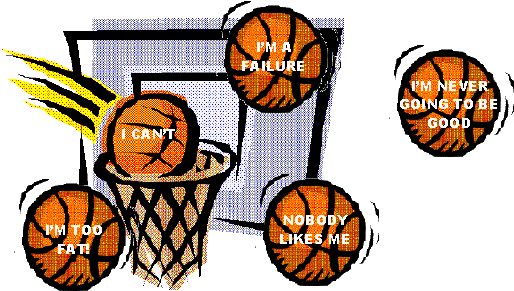 I'M A
FAILURE
I'M NEVER
GOING TO BE
GOOD
I CAN'T
I'M TOO
FAT!
NOBODY
LIKES ME